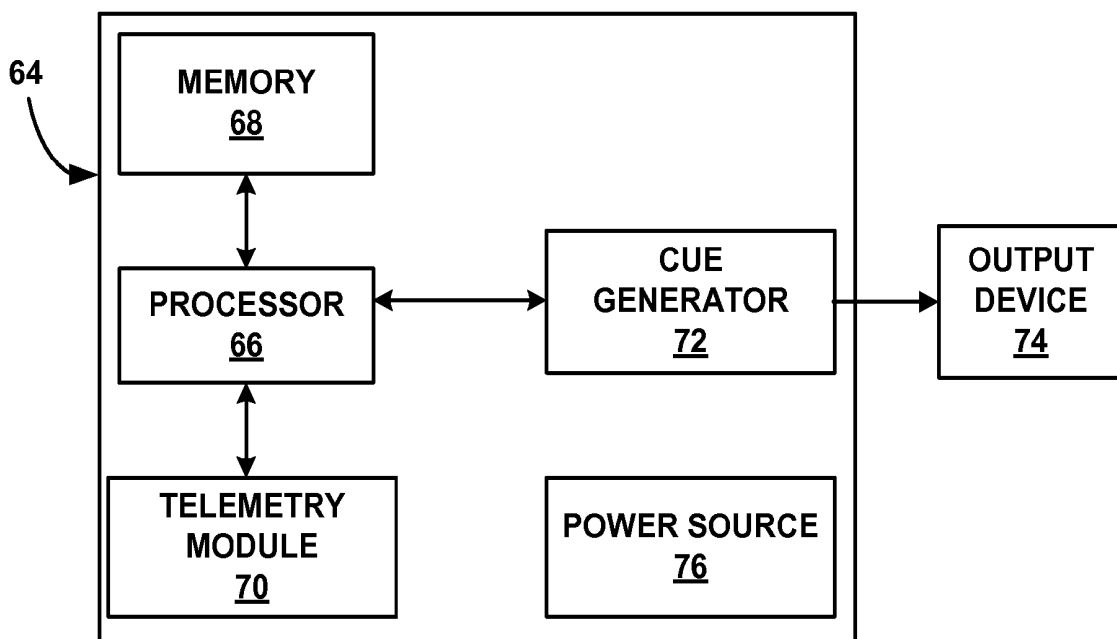 64
MEMORY
68
PROCESSOR
66
CUE
GENERATOR
72
OUTPUT
DEVICE
74
TELEMETRY
MODULE
70
POWER SOURCE
76